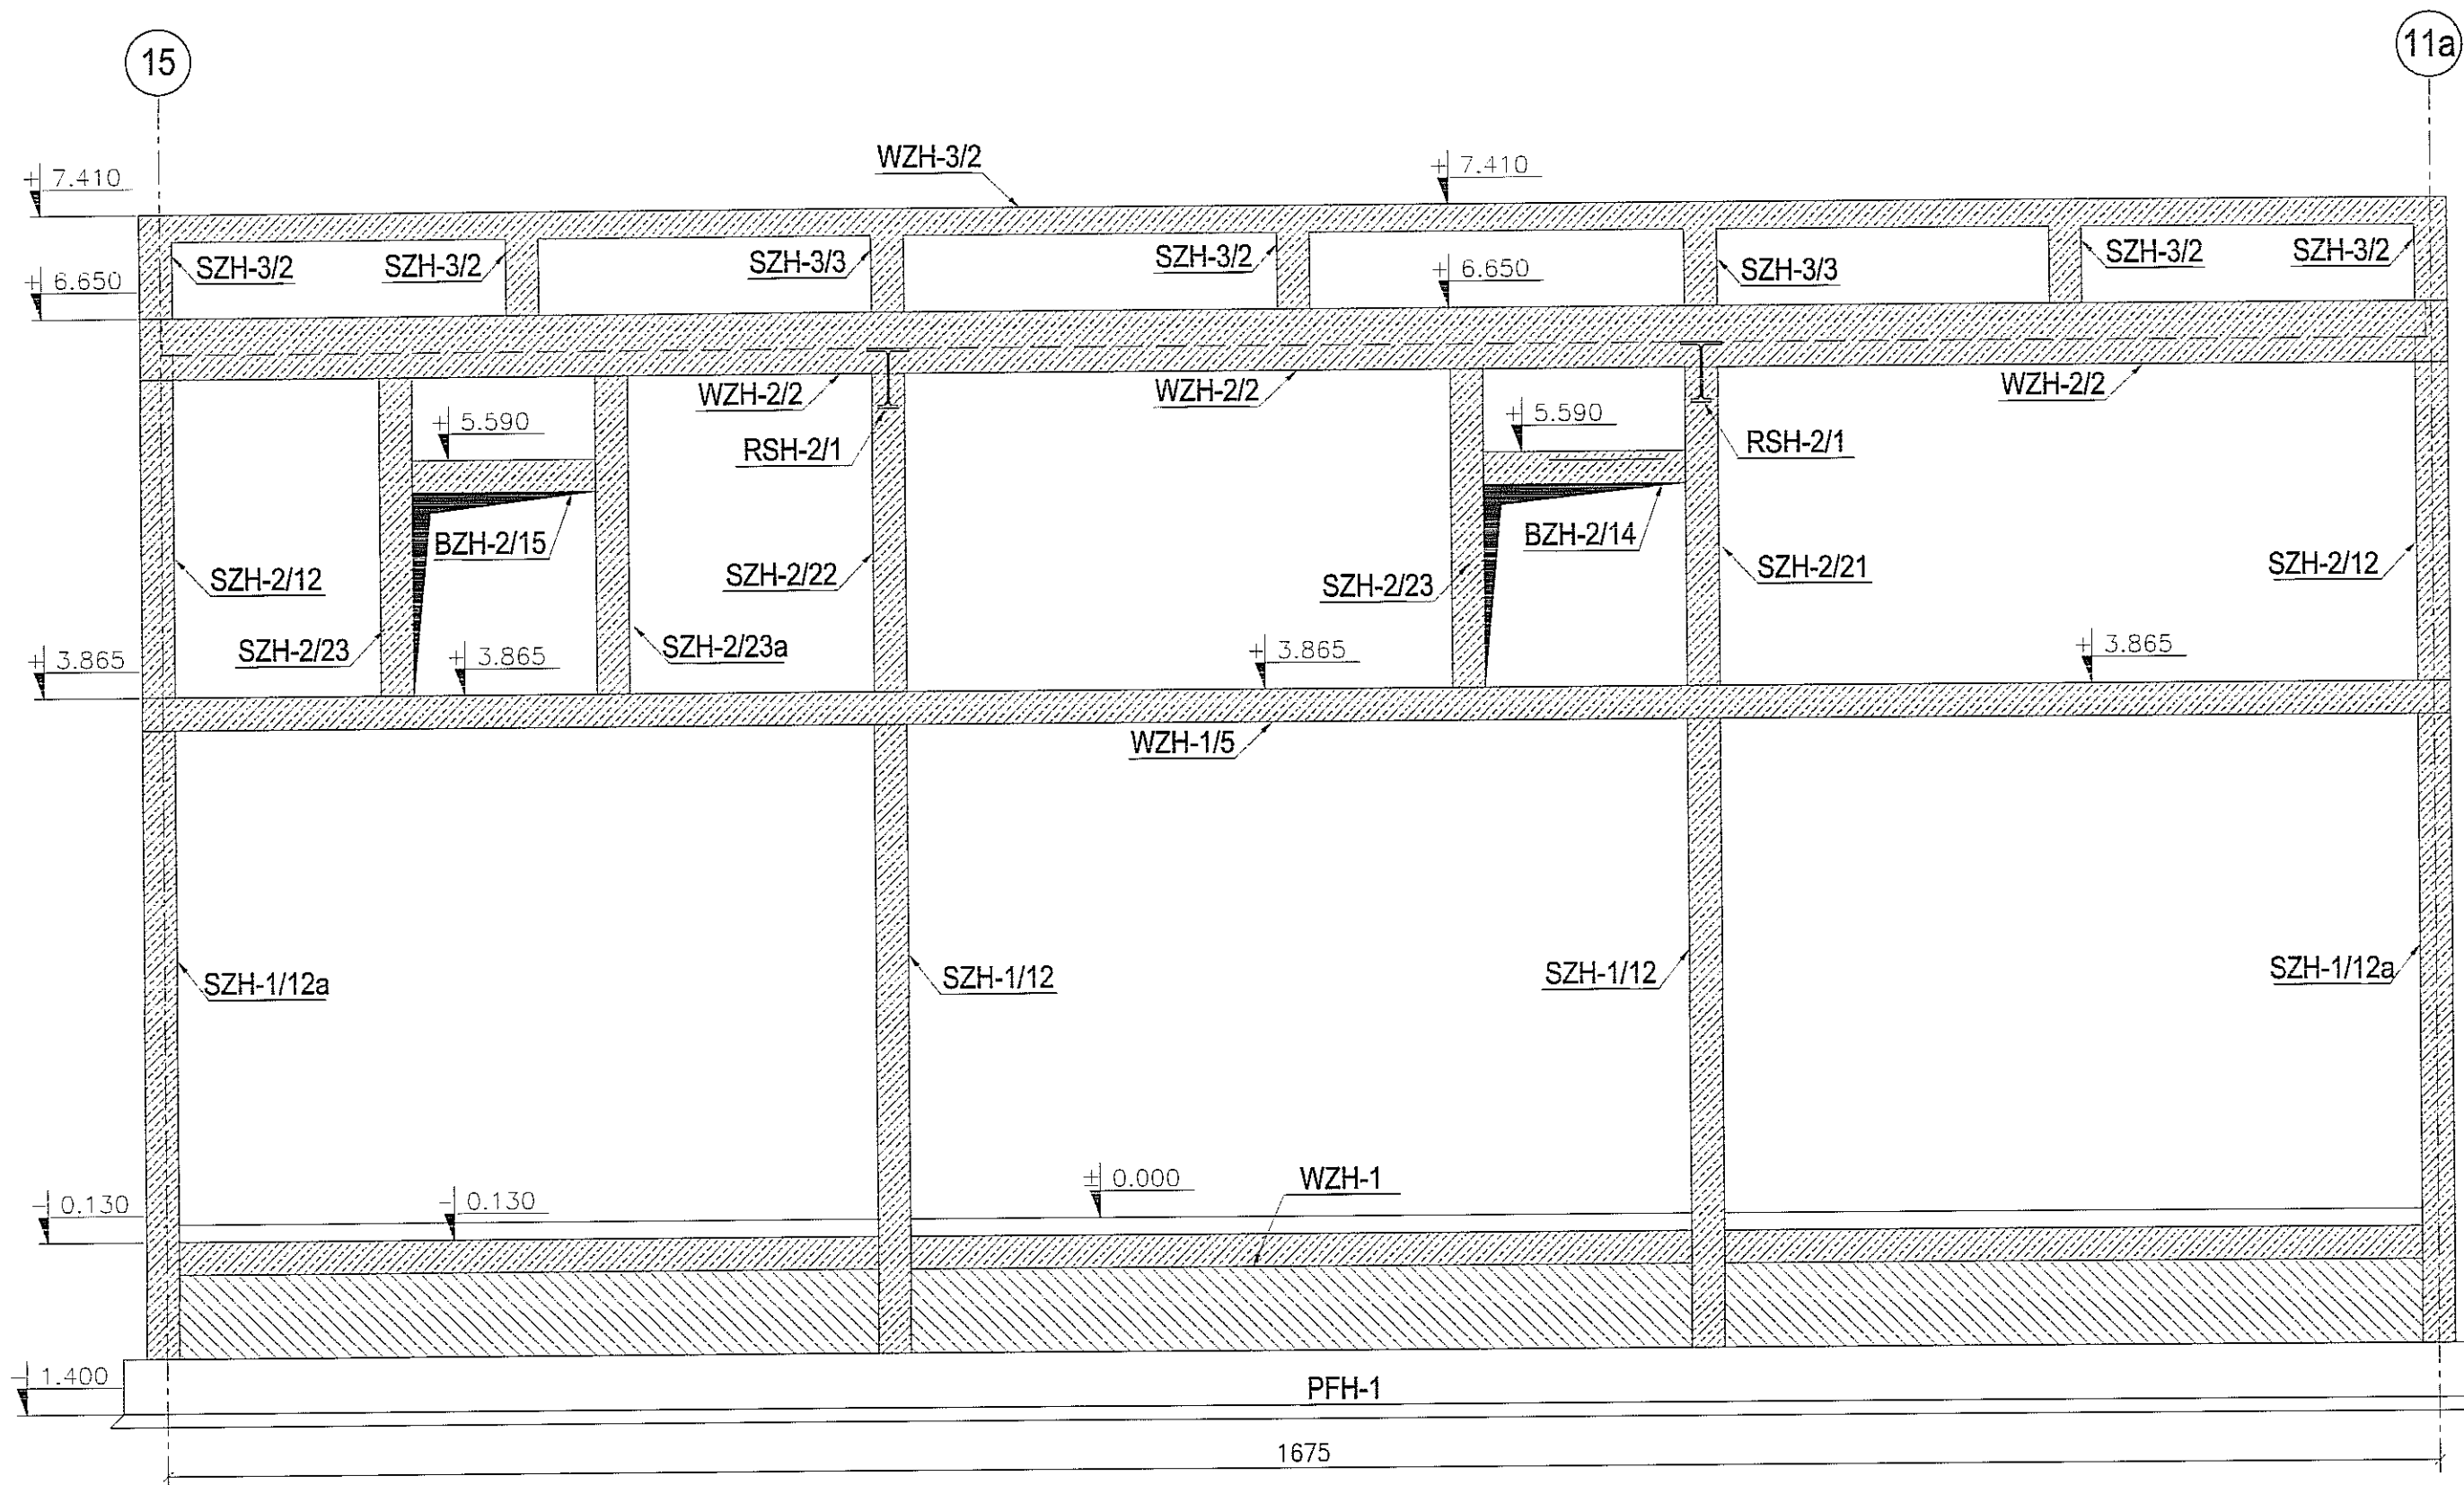 15
11a
WZH-3/2
+ 7.410
+ 7.410
SZH-3/2
SZH-3/2
SZH-3/3
SZH-3/2
SZH-3/3
SZH-3/2
SZH-3/2
+ 6.650
+ 6.650
WZH-2/2
WZH-2/2
WZH-2/2
+ 5.590
+ 5.590
RSH-2/1
RSH-2/1
BZH-2/15
BZH-2/14
SZH-2/12
SZH-2/22
SZH-2/23
SZH-2/21
SZH-2/12
SZH-2/23
SZH-2/23a
+ 3.865
+ 3.865
+ 3.865
+ 3.865
WZH-1/5
SZH-1/12a
SZH-1/12
SZH-1/12
SZH-1/12a
- 0.130
- 0.130
± 0.000
WZH-1
- 1.400
PFH-1
1675